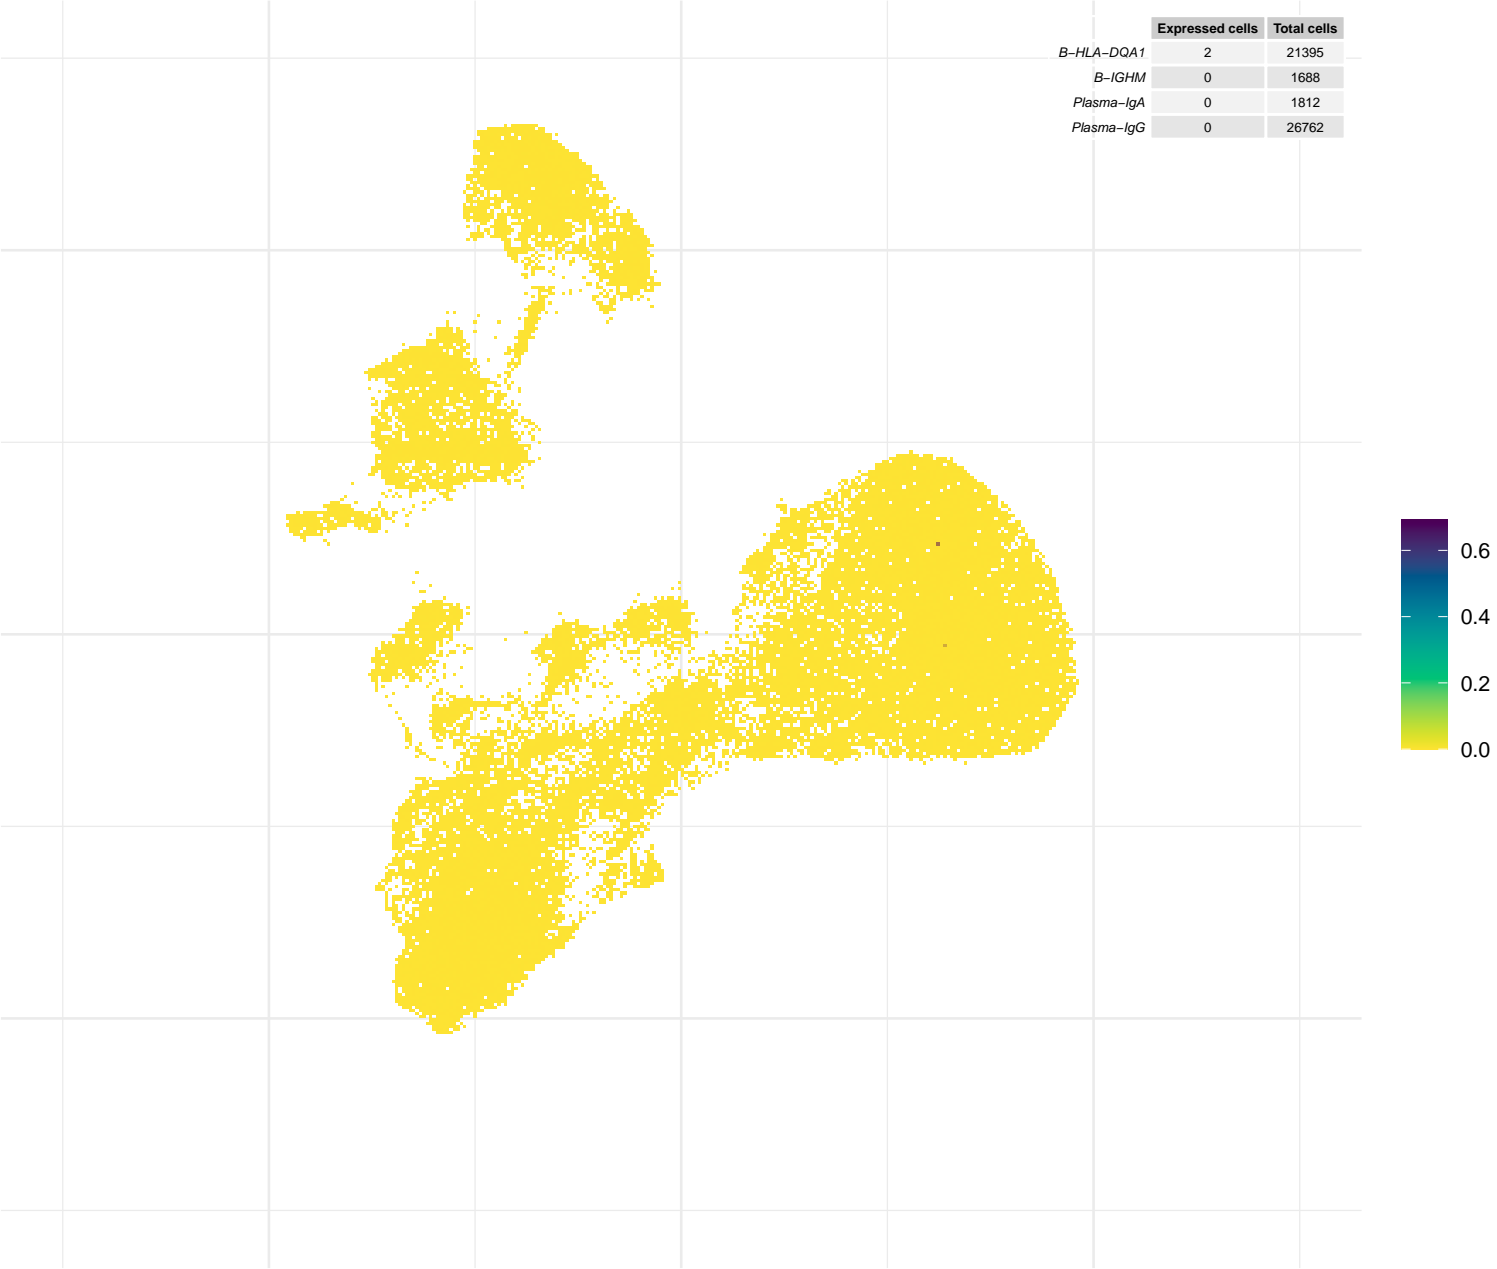 Expressed cells Total cells
B−HLA−DQA1 2 21395
B−IGHM 0 1688
Plasma−IgA 0 1812
Plasma−IgG 0 26762
0.6
0.4
0.2
0.0